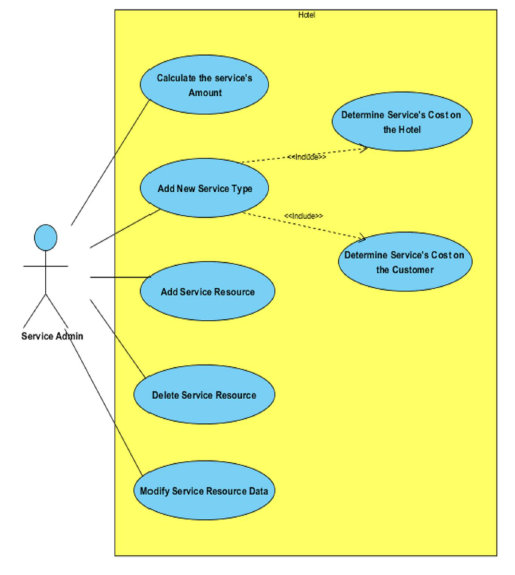 Hotel
Calculate the service's
Amount
Determine Service's Cost on
the Hotel
<<Include>>
Add New Service Type
<<Include>>
Determine Service's Cost on
the Customer
Add Service Resource
Service Admin
Delete Service Resource
Modify Service Resource Data